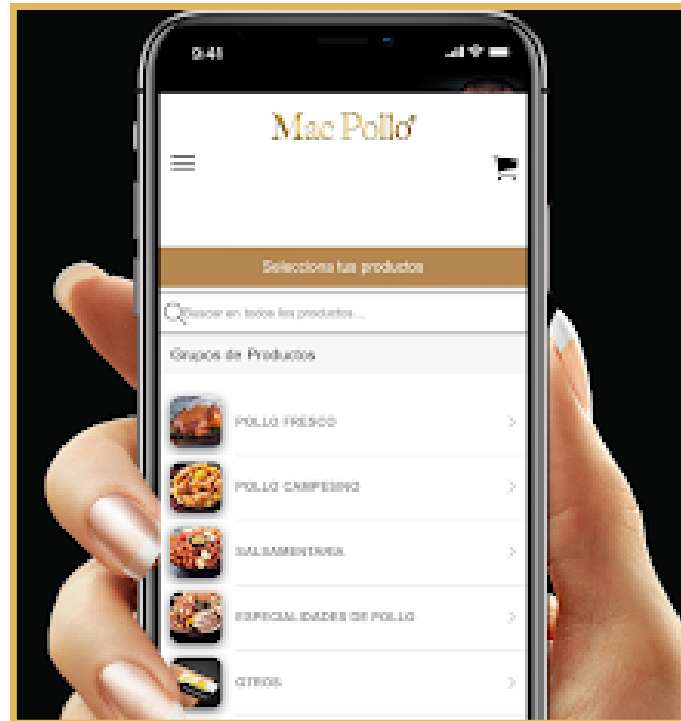 9:41
Mac Pollo
Selecciona tus productos
Buscar en todos los productos...
Grupos de Productos
POLLO FRESCO
POLLO CAMPESINO
SALSAMENTARIA
ESPECIALIDADES DE POLLO
OTROS